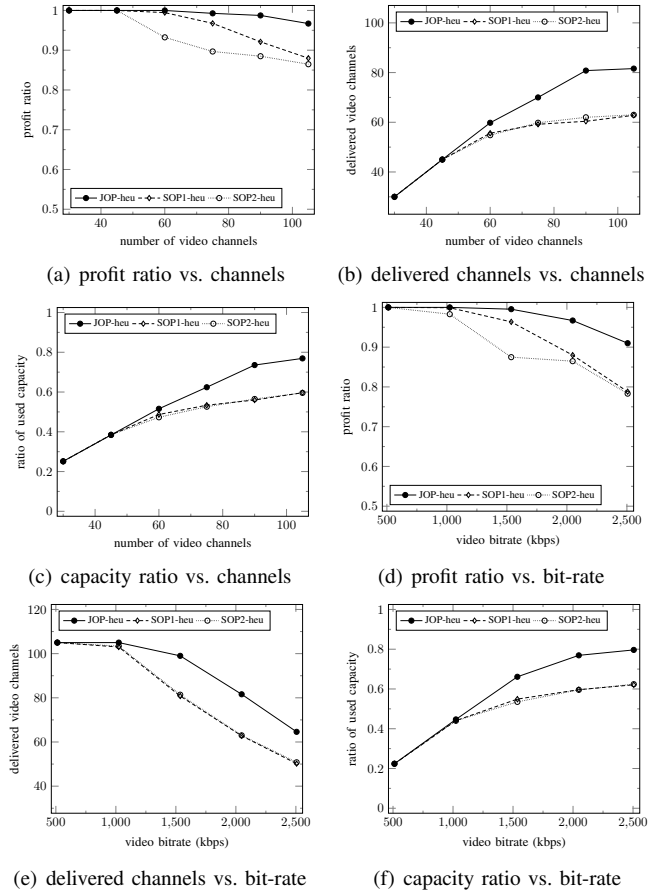 1
0.9
0.8
0.7
0.6
0.5
profit ratio
JOP-heu SOP1-heu SOP2-heu
40 60 80 100
number of video channels
(a) profit ratio vs. channels
JOP-heu SOP1-heu SOP2-heu
100
80
60
40
delivered video channels
40 60 80 100
number of video channels
(b) delivered channels vs. channels
JOP-heu SOP1-heu SOP2-heu
1
0.8
0.6
0.4
0.2
0
ratio of used capacity
40 60 80 100
number of video channels
(c) capacity ratio vs. channels
1
0.9
0.8
0.7
0.6
0.5
profit ratio
JOP-heu SOP1-heu SOP2-heu
500 1,000 1,500 2,000 2,500
video bitrate (kbps)
(d) profit ratio vs. bit-rate
120
JOP-heu SOP1-heu SOP2-heu
100
80
60
40
delivered video channels
500 1,000 1,500 2,000 2,500
video bitrate (kbps)
(e) delivered channels vs. bit-rate
1
JOP-heu SOP1-heu SOP2-heu
0.8
0.6
0.4
0.2
0
ratio of used capacity
500 1,000 1,500 2,000 2,500
video bitrate (kbps)
(f) capacity ratio vs. bit-rate